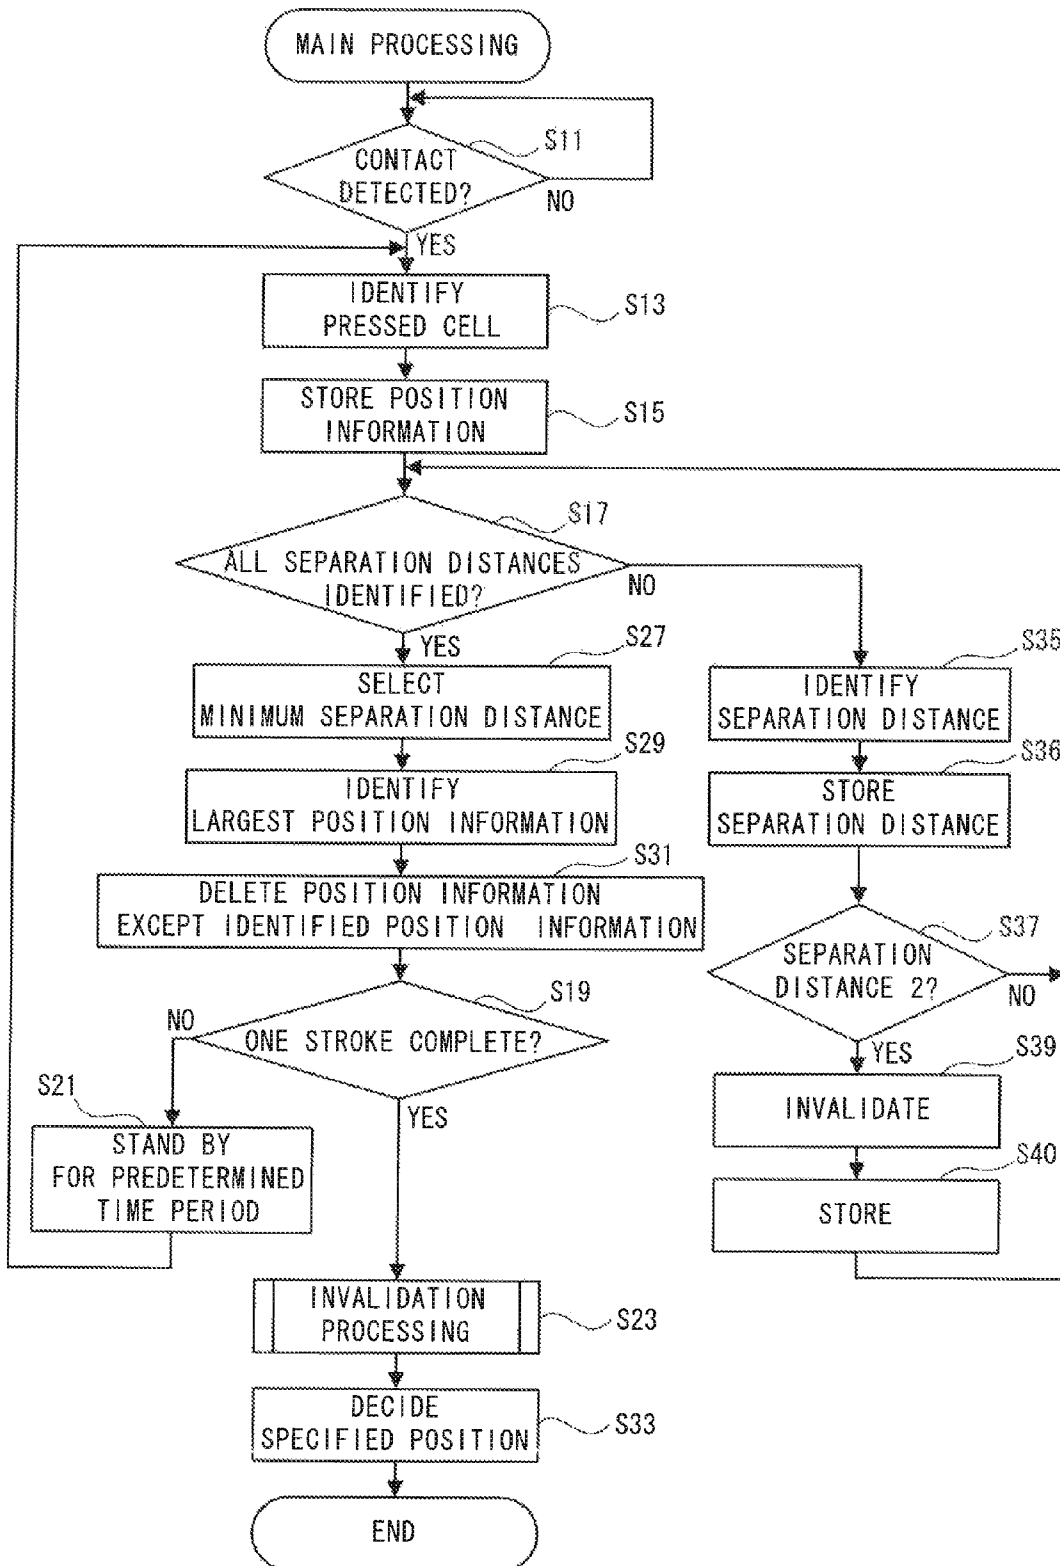 MAIN PROCESSING
S11
CONTACT
DETECTED?
NO
YES
IDENTIFY
PRESSED CELL
S13
STORE POSITION
INFORMATION
S15
S17
ALL SEPARATION DISTANCES
IDENTIFIED?
NO
YES
S27
SELECT
MINIMUM SEPARATION DISTANCE
S29
IDENTIFY
LARGEST POSITION INFORMATION
S31
DELETE POSITION INFORMATION
EXCEPT IDENTIFIED POSITION INFORMATION
S19
ONE STROKE COMPLETE?
NO
YES
S21
STAND BY
FOR PREDETERMINED
TIME PERIOD
S35
IDENTIFY
SEPARATION DISTANCE
S36
STORE
SEPARATION DISTANCE
S37
SEPARATION
DISTANCE 2?
NO
YES
S39
INVALIDATE
S40
STORE
INVALIDATION
PROCESSING
S23
DECIDE
SPECIFIED POSITION
S33
END